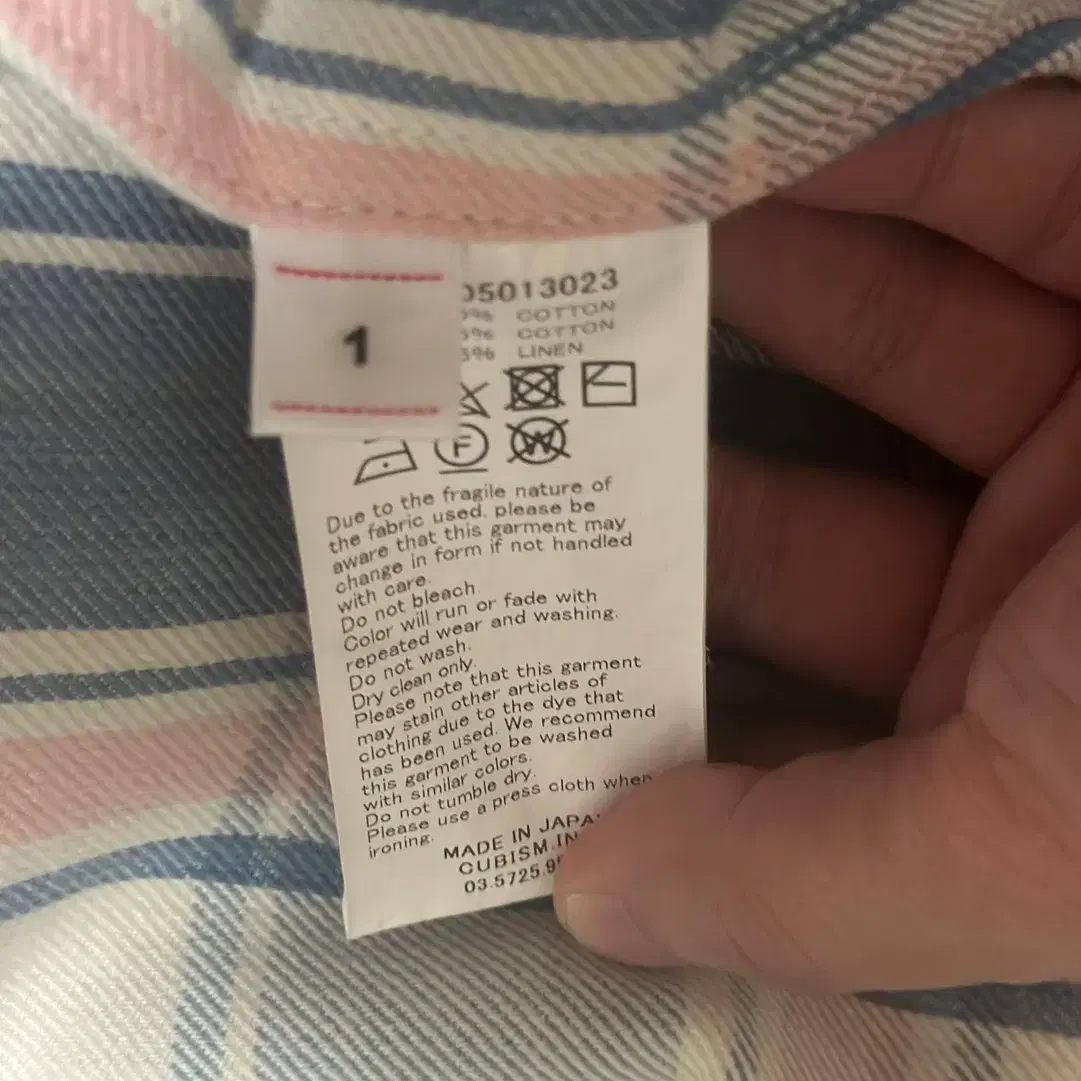 1
05013023
COTTON
COTTON
LINEN
F
W
Due to the fragile nature of
the fabric used. please be
aware that this garment may
change in form if not handled
with care.
Do not bleach.
Color will run or fade with
repeated wear and washing.
Do not wash.
Dry clean only.
Please note that this garment
may stain other articles of
clothing due to the dye that
has been used. We recommend
this garment to be washed
with similar colors.
Do not tumble dry.
Please use a press cloth when
ironing.
MADE IN
CUBISM.
03.5725.